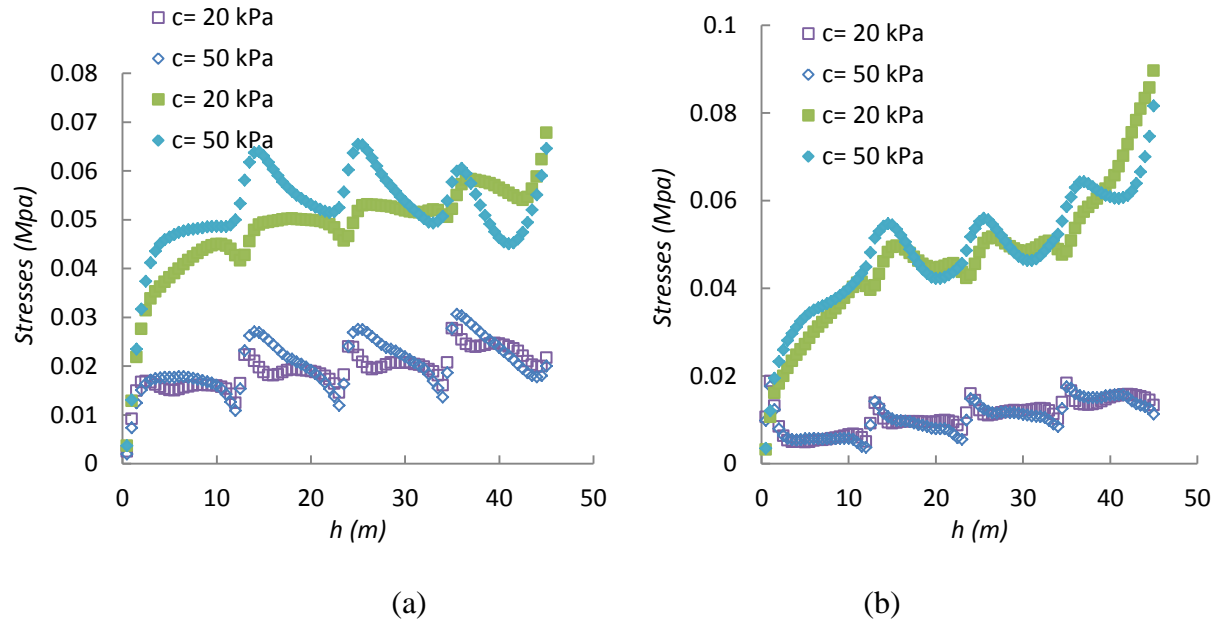 c= 20 kPa
c= 50 kPa
c= 20 kPa
c= 50 kPa
0.08
0.07
0.06
0.05
0.04
0.03
0.02
0.01
0
Stresses (Mpa)
0 10 20 30 40 50
h (m)
(a)
c= 20 kPa
c= 50 kPa
c= 20 kPa
c= 50 kPa
0.1
0.08
0.06
0.04
0.02
0
Stresses (Mpa)
0 10 20 30 40 50
h (m)
(b)